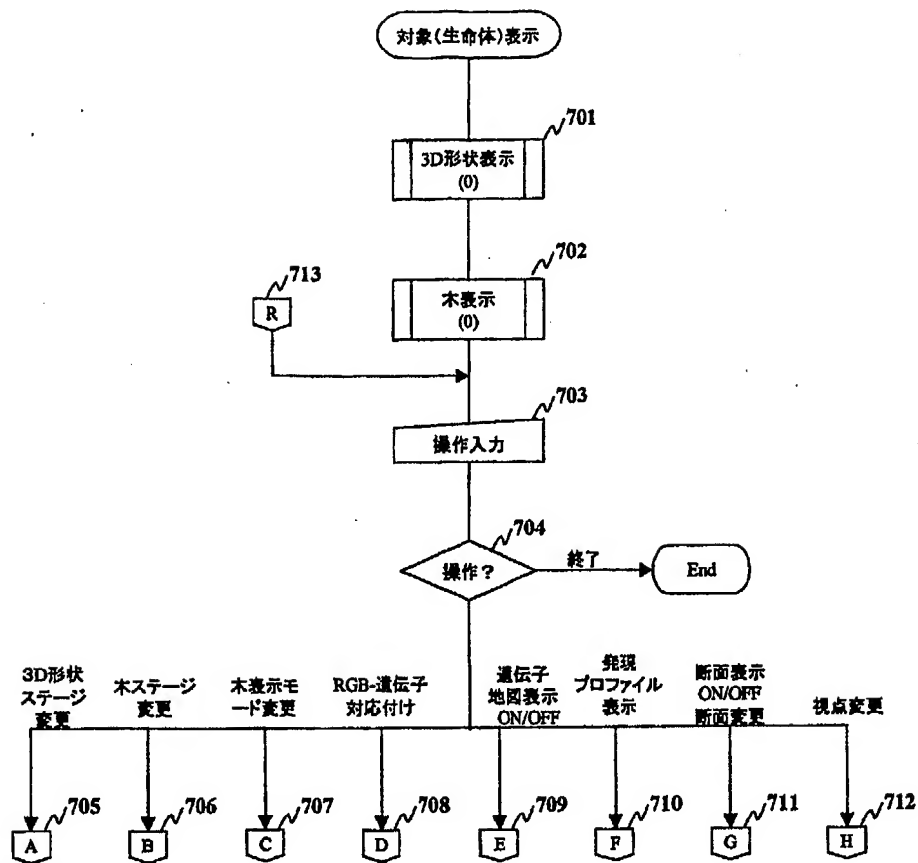 対象(生命体)表示
701
3D形状表示
(0)
702
木表示
(0)
713
R
703
操作入力
704
操作?
終了
End
3D形状
ステージ
変更
木ステージ
変更
木表示モ
ード変更
RGB-遺伝子
対応付け
遺伝子
地図表示
ON/OFF
発現
プロファイル
表示
断面表示
ON/OFF
断面変更
視点変更
705
A
706
B
707
C
708
D
709
E
710
F
711
G
712
H